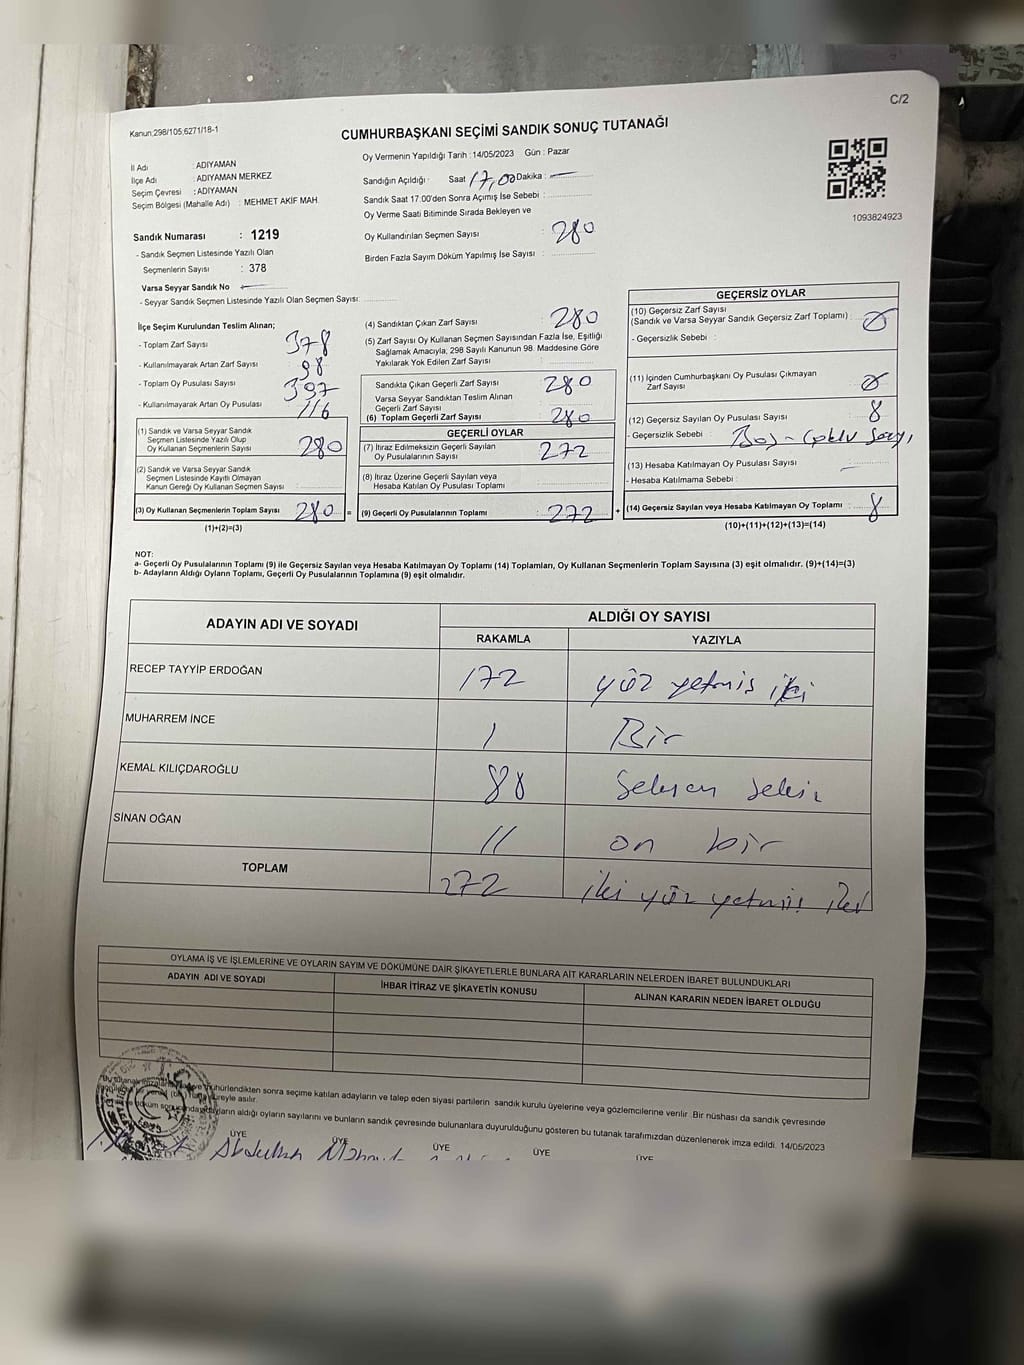 C/2
Kanun;298/105;6271/18-1
CUMHURBAŞKANI SEÇİMİ SANDIK SONUÇ TUTANAĞI
İl Adı : ADIYAMAN
İlçe Adı : ADIYAMAN MERKEZ
Seçim Çevresi : ADIYAMAN
Seçim Bölgesi (Mahalle Adı) : MEHMET AKİF MAH.
Oy Vermenin Yapıldığı Tarih : 14/05/2023 Gün : Pazar
Sandığın Açıldığı Saat 17,00 Dakika : —
Sandık Saat 17:00'den Sonra Açımış İse Sebebi :
Oy Verme Saati Bitiminde Sırada Bekleyen ve
Oy Kullandırılan Seçmen Sayısı : 280
Birden Fazla Sayım Döküm Yapılmış İse Sayısı :
1093824923
Sandık Numarası : 1219
- Sandık Seçmen Listesinde Yazılı Olan
Seçmenlerin Sayısı : 378
Varsa Seyyar Sandık No —
- Seyyar Sandık Seçmen Listesinde Yazılı Olan Seçmen Sayısı:
İlçe Seçim Kurulundan Teslim Alınan;
- Toplam Zarf Sayısı 378
- Kullanılmayarak Artan Zarf Sayısı 98
- Toplam Oy Pusulası Sayısı 397
- Kullanılmayarak Artan Oy Pusulası 116
(1) Sandık ve Varsa Seyyar Sandık
Seçmen Listesinde Yazılı Olup
Oy Kullanan Seçmenlerin Sayısı 280
(2) Sandık ve Varsa Seyyar Sandık
Seçmen Listesinde Kayıtlı Olmayan
Kanun Gereği Oy Kullanan Seçmen Sayısı
(3) Oy Kullanan Seçmenlerin Toplam Sayısı 280 =
(1)+(2)=(3)
(4) Sandıktan Çıkan Zarf Sayısı 280
(5) Zarf Sayısı Oy Kullanan Seçmen Sayısından Fazla İse, Eşitliği
Sağlamak Amacıyla, 298 Sayılı Kanunun 98. Maddesine Göre
Yakılarak Yok Edilen Zarf Sayısı
Sandıkta Çıkan Geçerli Zarf Sayısı 280
Varsa Seyyar Sandıktan Teslim Alınan
Geçerli Zarf Sayısı
(6) Toplam Geçerli Zarf Sayısı 280
GEÇERLİ OYLAR
(7) İtiraz Edilmeksizin Geçerli Sayılan
Oy Pusulalarının Sayısı 272
(8) İtiraz Üzerine Geçerli Sayılan veya
Hesaba Katılan Oy Pusulası Toplamı
(9) Geçerli Oy Pusulalarının Toplamı 272 +
GEÇERSİZ OYLAR
(10) Geçersiz Zarf Sayısı
(Sandık ve Varsa Seyyar Sandık Geçersiz Zarf Toplamı) : Ø
- Geçersizlik Sebebi :
(11) İçinden Cumhurbaşkanı Oy Pusulası Çıkmayan
Zarf Sayısı Ø
(12) Geçersiz Sayılan Oy Pusulası Sayısı 8
- Geçersizlik Sebebi : Boş -
(13) Hesaba Katılmayan Oy Pusulası Sayısı —
- Hesaba Katılmama Sebebi :
(14) Geçersiz Sayılan veya Hesaba Katılmayan Oy Toplamı : 8
(10)+(11)+(12)+(13)=(14)
NOT:
a- Geçerli Oy Pusulalarının Toplamı (9) ile Geçersiz Sayılan veya Hesaba Katılmayan Oy Toplamı (14) Toplamları, Oy Kullanan Seçmenlerin Toplam Sayısına (3) eşit olmalıdır. (9)+(14)=(3)
b- Adayların Aldığı Oyların Toplamı, Geçerli Oy Pusulalarının Toplamına (9) eşit olmalıdır.
ADAYIN ADI VE SOYADI ALDIĞI OY SAYISI
RAKAMLA YAZIYLA
RECEP TAYYİP ERDOĞAN 172 yüz yetmiş iki
MUHARREM İNCE 1 Bir
KEMAL KILIÇDAROĞLU 88 Seksen sekiz
SİNAN OĞAN 11 on bir
TOPLAM 272 iki yüz yetmiş iki
OYLAMA İŞ VE İŞLEMLERİNE VE OYLARIN SAYIM VE DÖKÜMÜNE DAİR ŞİKAYETLERLE BUNLARA AİT KARARLARIN NELERDEN İBARET BULUNDUKLARI
ADAYIN ADI VE SOYADI İHBAR İTİRAZ VE ŞİKAYETİN KONUSU ALINAN KARARIN NEDEN İBARET OLDUĞU
mühürlendikten sonra seçime katılan adayların ve talep eden siyasi partilerin sandık kurulu üyelerine veya gözlemcilerine verilir. Bir nüshası da sandık çevresinde
süreyle asılır.
adayların aldığı oyların sayılarını ve bunların sandık çevresinde bulunanlara duyurulduğunu gösteren bu tutanak tarafımızdan düzenlenerek imza edildi. 14/05/2023
ÜYE ÜYE ÜYE ÜYE ÜYE
Abdullah